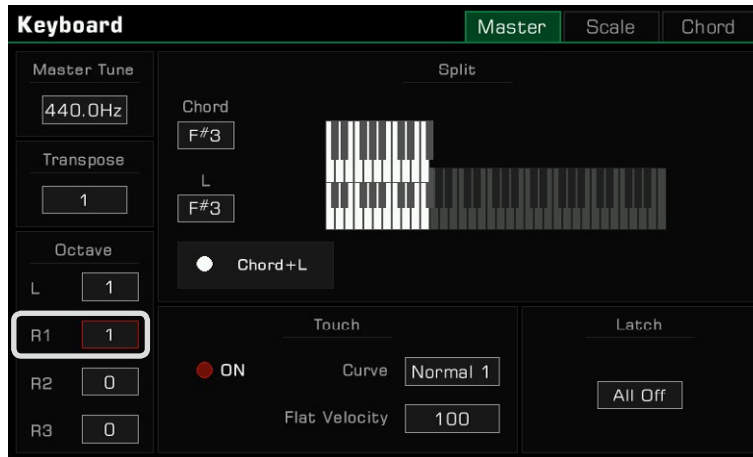 Keyboard
Master Scale Chord
Master Tune
440.0Hz
Transpose
1
Octave
L 1
R1 1
R2 0
R3 0
Split
Chord
F#3
L
F#3
Chord+L
Touch
ON
Curve Normal 1
Flat Velocity 100
Latch
All Off